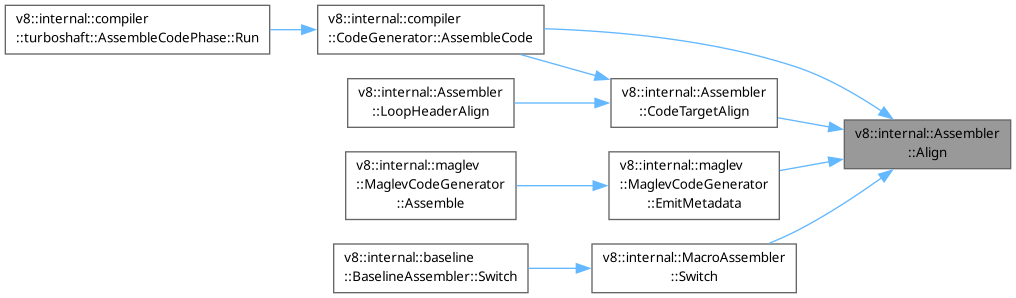 v8::internal::compiler
::turboshaft::AssembleCodePhase::Run
v8::internal::compiler
::CodeGenerator::AssembleCode
v8::internal::Assembler
::LoopHeaderAlign
v8::internal::Assembler
::CodeTargetAlign
v8::internal::Assembler
::Align
v8::internal::maglev
::MaglevCodeGenerator
::Assemble
v8::internal::maglev
::MaglevCodeGenerator
::EmitMetadata
v8::internal::baseline
::BaselineAssembler::Switch
v8::internal::MacroAssembler
::Switch